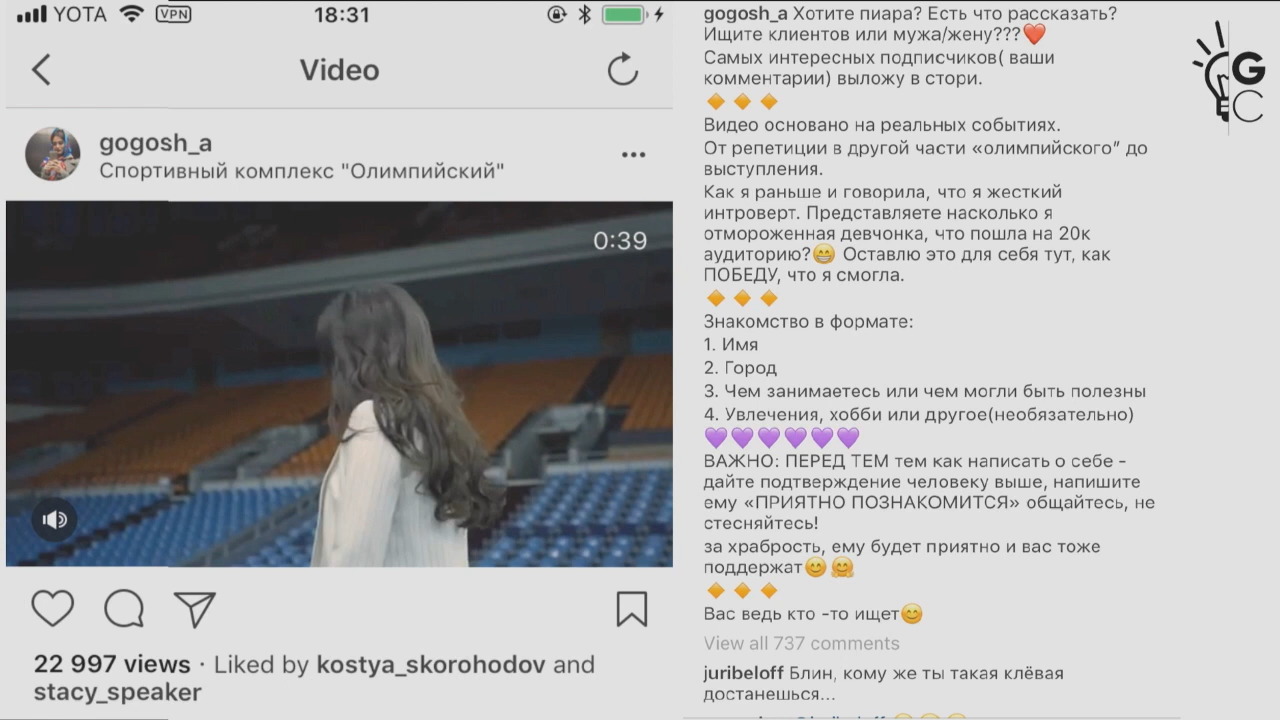 YOTA VPN 18:31
Video
gogosh_a
Спортивный комплекс "Олимпийский"
0:39
22 997 views · Liked by kostya_skorohodov and
stacy_speaker
gogosh_a Хотите пиара? Есть что рассказать?
Ищите клиентов или мужа/жену???❤️
Самых интересных подписчиков( ваши
комментарии) выложу в стори.
🔸🔸🔸
Видео основано на реальных событиях.
От репетиции в другой части «олимпийского” до
выступления.
Как я раньше и говорила, что я жесткий
интроверт. Представляете насколько я
отмороженная девчонка, что пошла на 20к
аудиторию?😁 Оставлю это для себя тут, как
ПОБЕДУ, что я смогла.
🔸🔸🔸
Знакомство в формате:
1. Имя
2. Город
3. Чем занимаетесь или чем могли быть полезны
4. Увлечения, хобби или другое(необязательно)
💜💜💜💜💜💜
ВАЖНО: ПЕРЕД ТЕМ тем как написать о себе -
дайте подтверждение человеку выше, напишите
ему «ПРИЯТНО ПОЗНАКОМИТСЯ» общайтесь, не
стесняйтесь!
за храбрость, ему будет приятно и вас тоже
поддержат😊🤗
🔸🔸🔸
Вас ведь кто -то ищет😊
View all 737 comments
juribeloff Блин, кому же ты такая клёвая
достанешься...
G
C